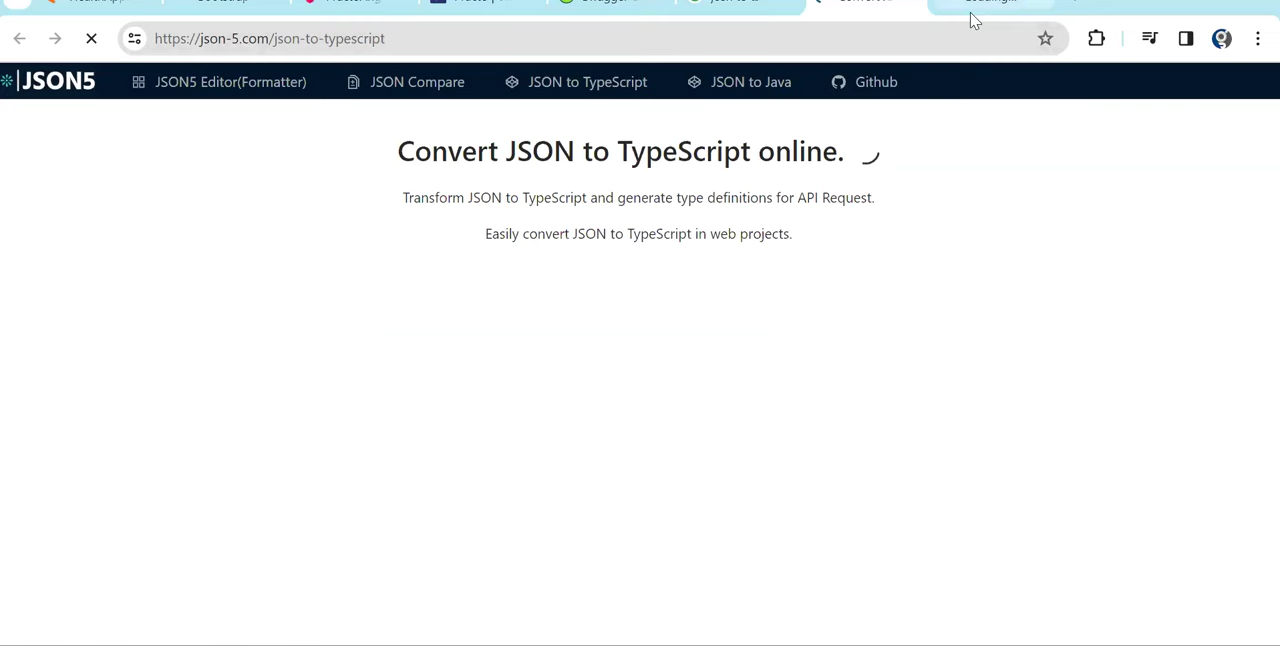 https://json-5.com/json-to-typescript
JSON5 JSON5 Editor(Formatter) JSON Compare JSON to TypeScript JSON to Java Github
Convert JSON to TypeScript online.
Transform JSON to TypeScript and generate type definitions for API Request.
Easily convert JSON to TypeScript in web projects.